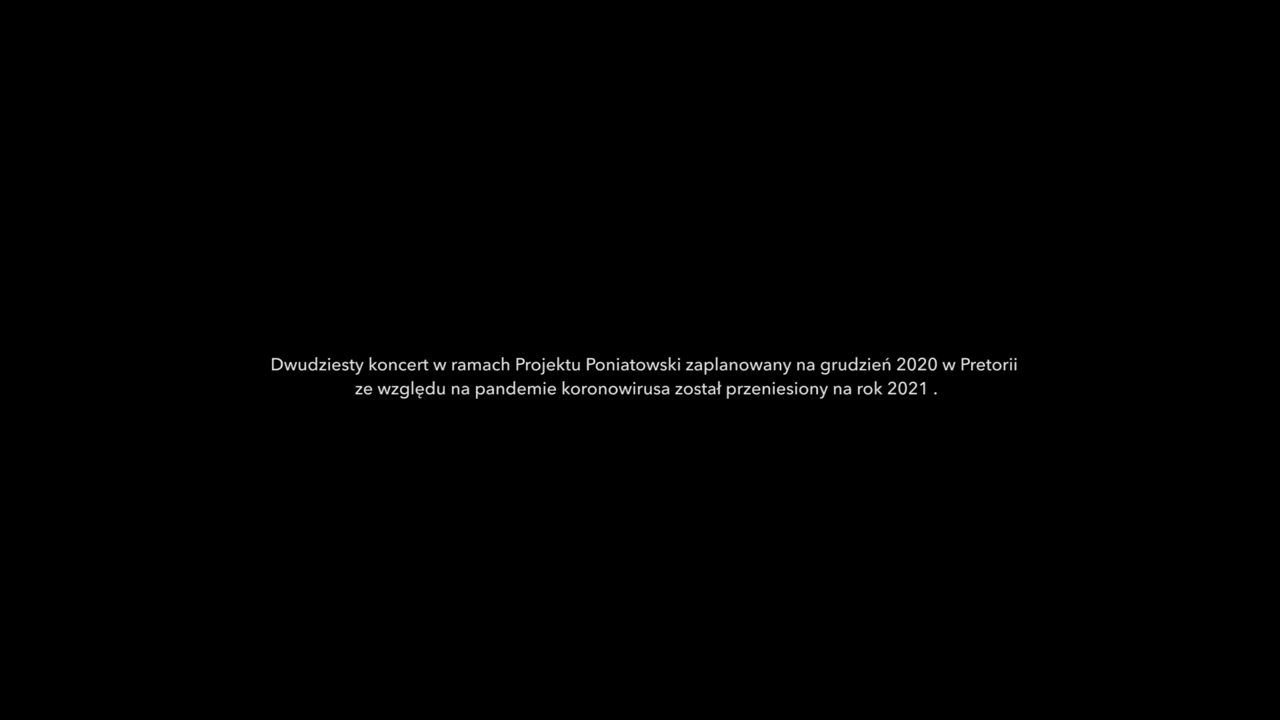 Dwudziesty koncert w ramach Projektu Poniatowski zaplanowany na grudzień 2020 w Pretorii
ze względu na pandemie koronowirusa został przeniesiony na rok 2021 .